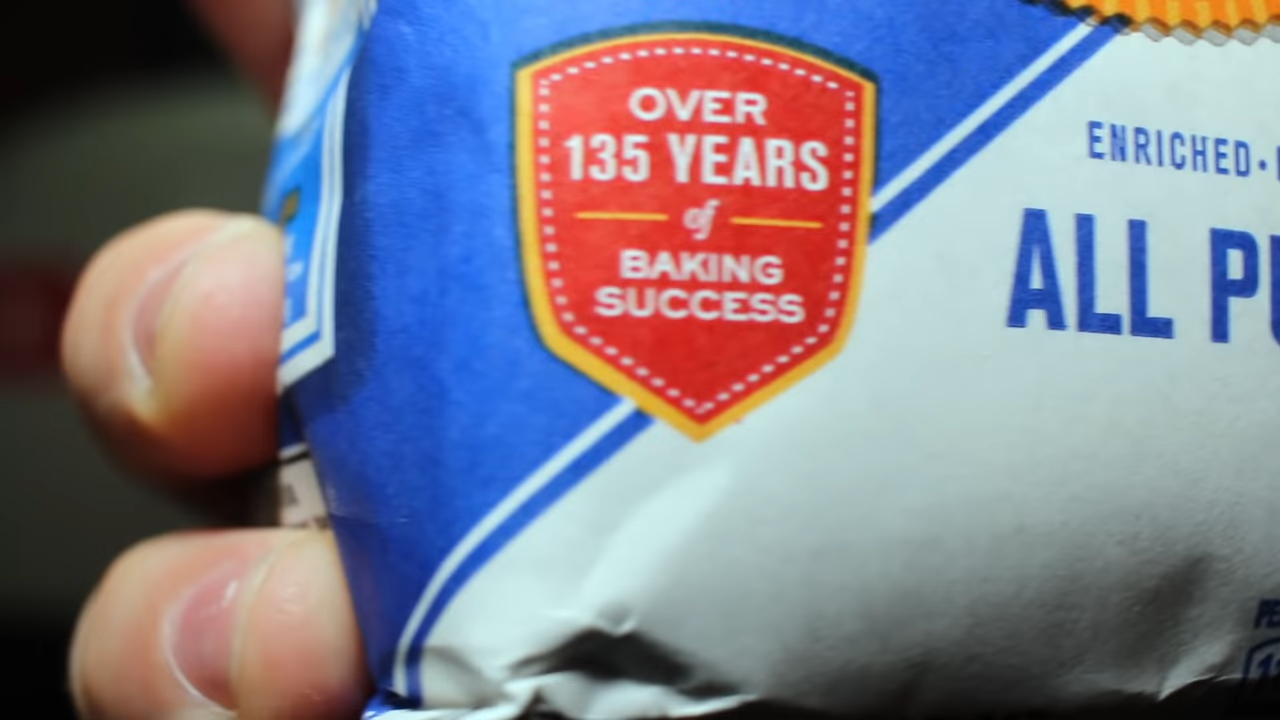 OVER
135 YEARS
of
BAKING
SUCCESS
ENRICHED·
ALL